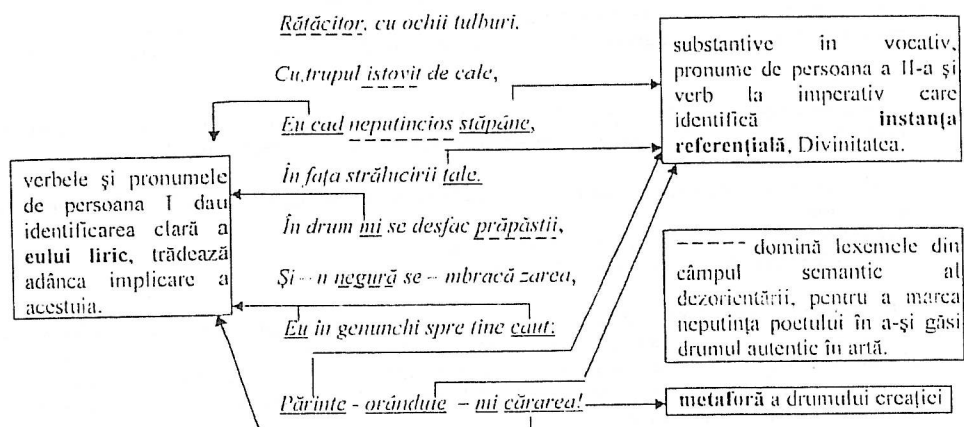 Rătăcitor, cu ochii tulburi,
Cu trupul istovit de cale,
Eu cad neputincios stăpâne,
În fața strălucirii tale.
În drum mi se desfac prăpăstii,
Și – n negură se – mbracă zarea,
Eu în genunchi spre tine caut:
Părinte - orânduie – mi cărarea!
verbele și pronumele
de persoana I dau
identificarea clară a
eului liric, trădează
adânca implicare a
acestuia.
substantive în vocativ,
pronume de persoana a II-a și
verb la imperativ care
identifică instanța
referențială, Divinitatea.
----- domină lexemele din
câmpul semantic al
dezorientării, pentru a marca
neputința poetului în a-și găsi
drumul autentic în artă.
metaforă a drumului creației